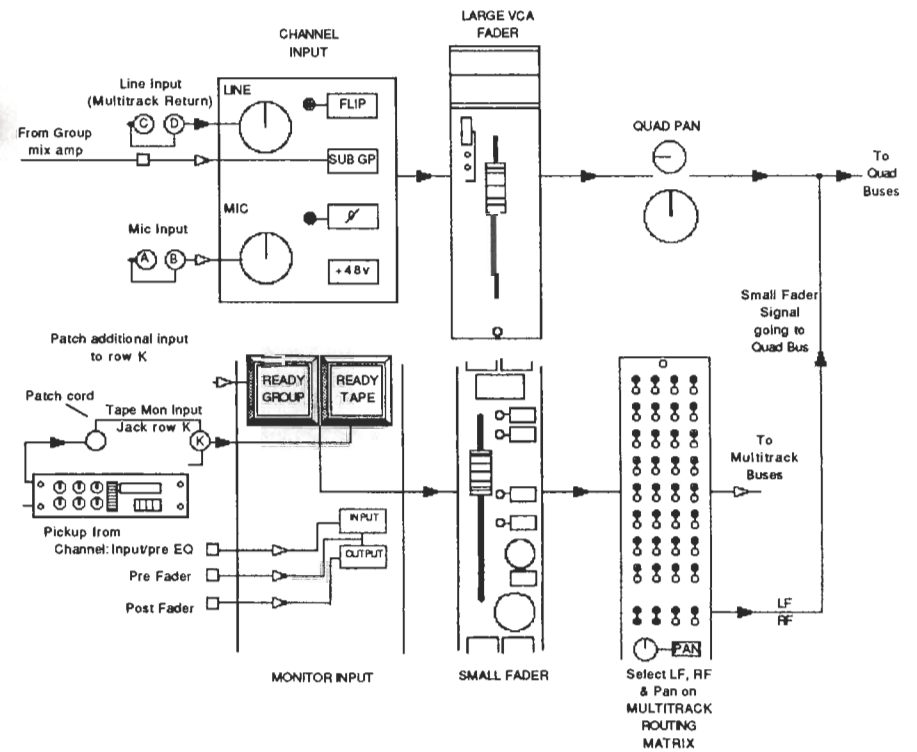 CHANNEL
INPUT
LARGE VCA
FADER
Line Input
(Multitrack Return)
C D
From Group
mix amp
LINE
FLIP
SUB GP
MIC
Ø
+48v
Mic Input
A B
QUAD PAN
To
Quad
Buses
Small Fader
Signal
going to
Quad Bus
Patch additional input
to row K
Patch cord
Tape Mon Input
Jack row K
K
READY
GROUP
READY
TAPE
To
Multitrack
Buses
Pickup from
Channel: Input/pre EQ
Pre Fader
Post Fader
INPUT
OUTPUT
LF
RF
PAN
MONITOR INPUT
SMALL FADER
Select LF, RF
& Pan on
MULTITRACK
ROUTING
MATRIX